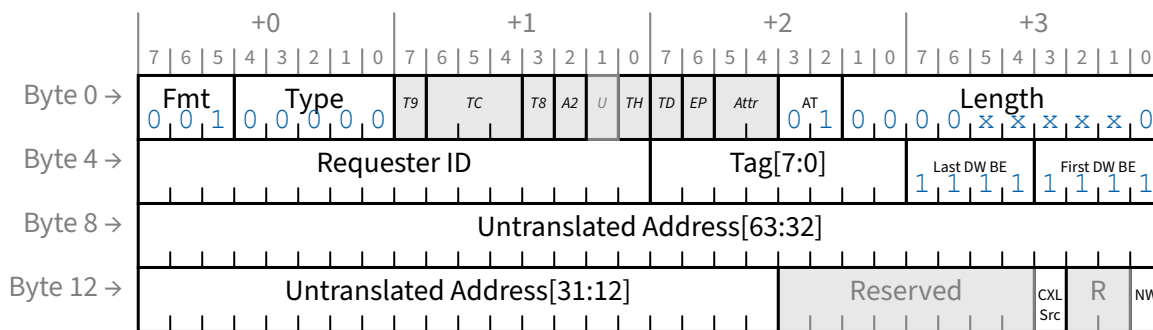 +0 +1 +2 +3
7 6 5 4 3 2 1 0 7 6 5 4 3 2 1 0 7 6 5 4 3 2 1 0 7 6 5 4 3 2 1 0
Byte 0 → Fmt Type T9 TC T8 A2 U TH TD EP Attr AT Length
0 0 1 0 0 0 0 0 0 1 0 0 0 0 x x x x x 0
Byte 4 → Requester ID Tag[7:0] Last DW BE First DW BE
1 1 1 1 1 1 1 1
Byte 8 → Untranslated Address[63:32]
Byte 12 → Untranslated Address[31:12] Reserved CXL R NW
Src